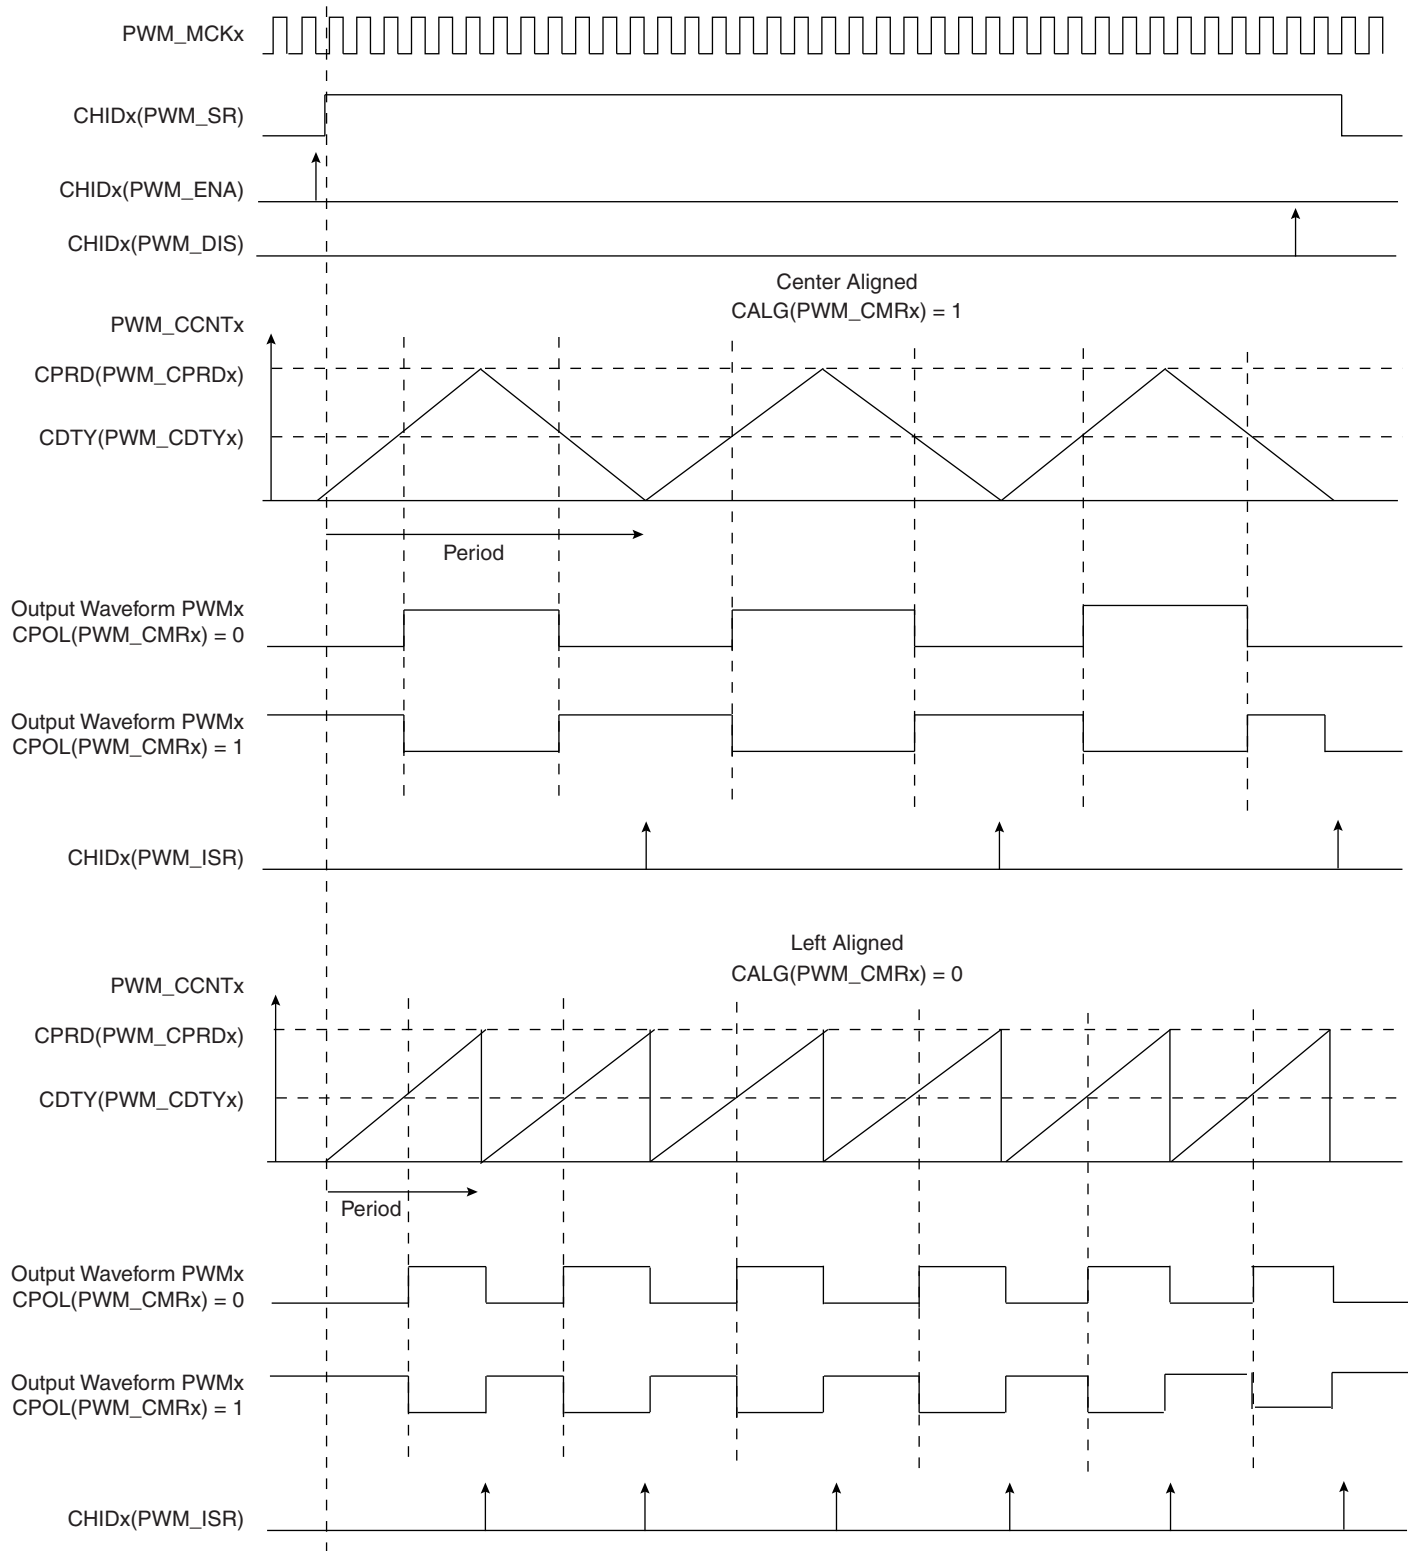 PWM_MCKx
CHIDx(PWM_SR)
CHIDx(PWM_ENA)
CHIDx(PWM_DIS)
Center Aligned
CALG(PWM_CMRx) = 1
PWM_CCNTx
CPRD(PWM_CPRDx)
CDTY(PWM_CDTYx)
Period
Output Waveform PWMx
CPOL(PWM_CMRx) = 0
Output Waveform PWMx
CPOL(PWM_CMRx) = 1
CHIDx(PWM_ISR)
Left Aligned
CALG(PWM_CMRx) = 0
PWM_CCNTx
CPRD(PWM_CPRDx)
CDTY(PWM_CDTYx)
Period
Output Waveform PWMx
CPOL(PWM_CMRx) = 0
Output Waveform PWMx
CPOL(PWM_CMRx) = 1
CHIDx(PWM_ISR)